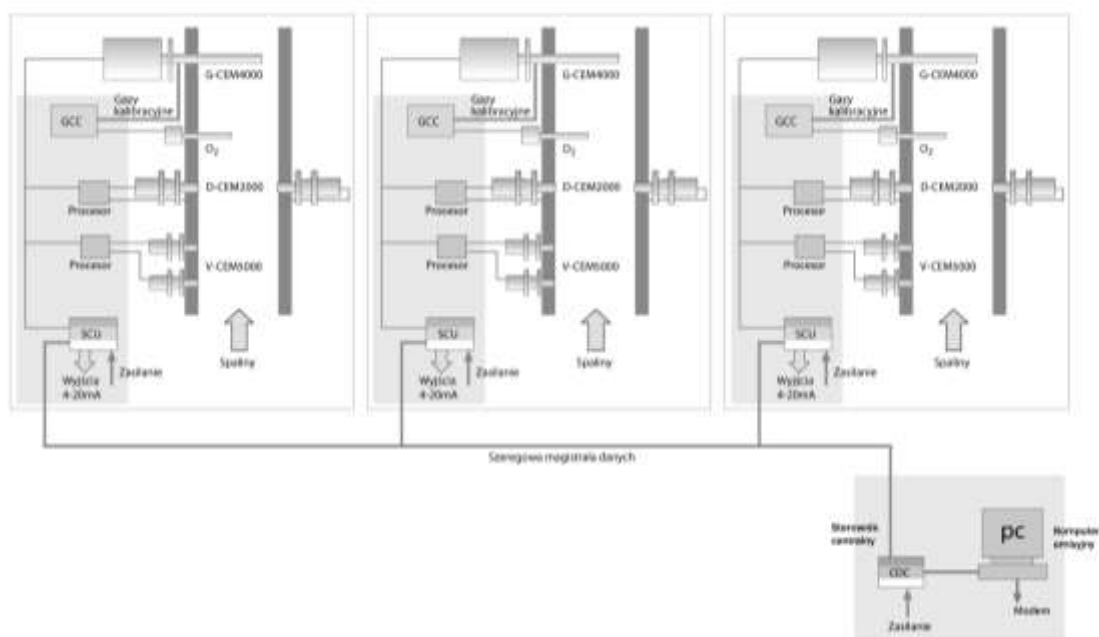 G-CEM4000
Gazy
kalibracyjne
GCC
O2
D-CEM2000
Procesor
Procesor
V-CEM5000
SCU
Spaliny
Wyjścia
4-20mA
Zasilanie
G-CEM4000
Gazy
kalibracyjne
GCC
O2
D-CEM2000
Procesor
Procesor
V-CEM5000
SCU
Spaliny
Wyjścia
4-20mA
Zasilanie
G-CEM4000
Gazy
kalibracyjne
GCC
O2
D-CEM2000
Procesor
Procesor
V-CEM5000
SCU
Spaliny
Wyjścia
4-20mA
Zasilanie
Szeregowa magistrala danych
Sterownik
centralny
pc
Komputer
emisyjny
CDC
Modem
Zasilanie